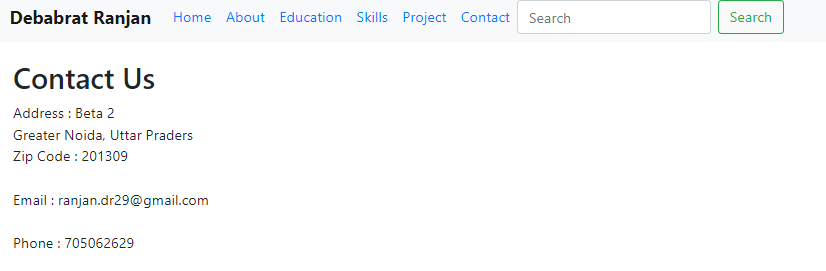 Debabrat Ranjan Home About Education Skills Project Contact Search Search
Contact Us
Address : Beta 2
Greater Noida, Uttar Praders
Zip Code : 201309
Email : ranjan.dr29@gmail.com
Phone : 705062629